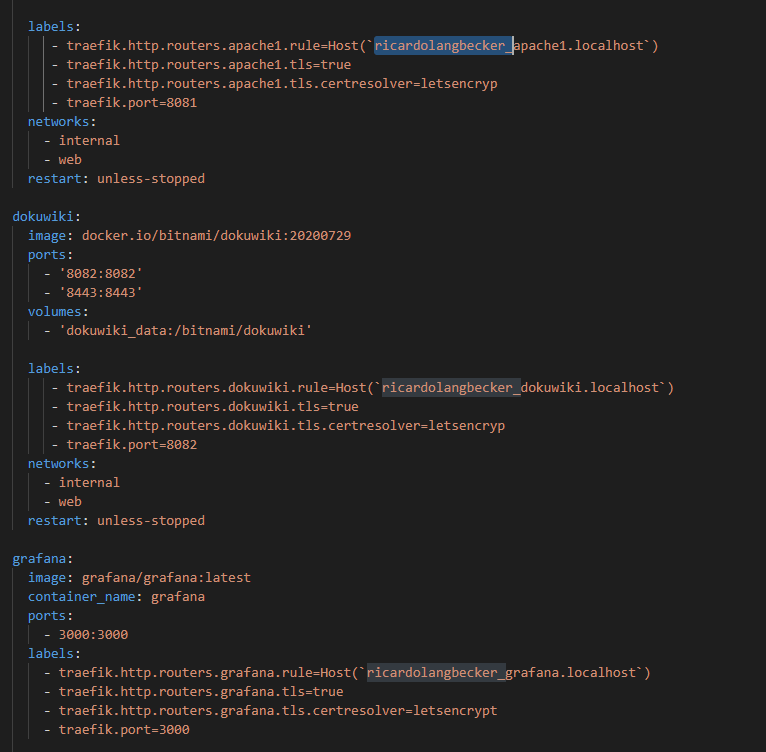 labels:
- traefik.http.routers.apache1.rule=Host(`ricardolangbecker_apache1.localhost`)
- traefik.http.routers.apache1.tls=true
- traefik.http.routers.apache1.tls.certresolver=letsencryp
- traefik.port=8081
networks:
- internal
- web
restart: unless-stopped
dokuwiki:
image: docker.io/bitnami/dokuwiki:20200729
ports:
- '8082:8082'
- '8443:8443'
volumes:
- 'dokuwiki_data:/bitnami/dokuwiki'
labels:
- traefik.http.routers.dokuwiki.rule=Host(`ricardolangbecker_dokuwiki.localhost`)
- traefik.http.routers.dokuwiki.tls=true
- traefik.http.routers.dokuwiki.tls.certresolver=letsencryp
- traefik.port=8082
networks:
- internal
- web
restart: unless-stopped
grafana:
image: grafana/grafana:latest
container_name: grafana
ports:
- 3000:3000
labels:
- traefik.http.routers.grafana.rule=Host(`ricardolangbecker_grafana.localhost`)
- traefik.http.routers.grafana.tls=true
- traefik.http.routers.grafana.tls.certresolver=letsencrypt
- traefik.port=3000